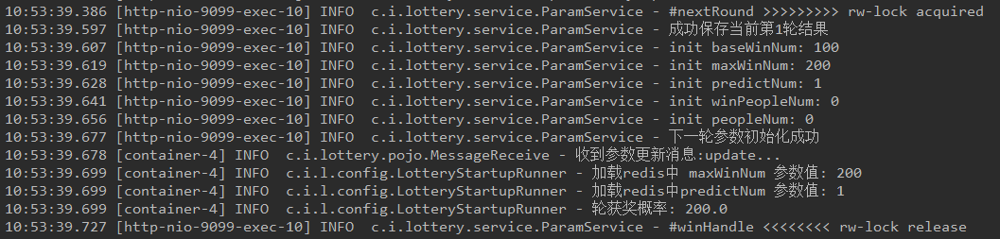 10:53:39.386 [http-nio-9099-exec-10] INFO  c.i.lottery.service.ParamService - #nextRound >>>>>>>>> rw-lock acquired
10:53:39.597 [http-nio-9099-exec-10] INFO  c.i.lottery.service.ParamService - 成功保存当前第1轮结果
10:53:39.607 [http-nio-9099-exec-10] INFO  c.i.lottery.service.ParamService - init baseWinNum: 100
10:53:39.619 [http-nio-9099-exec-10] INFO  c.i.lottery.service.ParamService - init maxWinNum: 200
10:53:39.628 [http-nio-9099-exec-10] INFO  c.i.lottery.service.ParamService - init predictNum: 1
10:53:39.641 [http-nio-9099-exec-10] INFO  c.i.lottery.service.ParamService - init winPeopleNum: 0
10:53:39.656 [http-nio-9099-exec-10] INFO  c.i.lottery.service.ParamService - init peopleNum: 0
10:53:39.677 [http-nio-9099-exec-10] INFO  c.i.lottery.service.ParamService - 下一轮参数初始化成功
10:53:39.678 [container-4] INFO  c.i.lottery.pojo.MessageReceive - 收到参数更新消息:update...
10:53:39.699 [container-4] INFO  c.i.l.config.LotteryStartupRunner - 加载redis中 maxWinNum 参数值: 200
10:53:39.699 [container-4] INFO  c.i.l.config.LotteryStartupRunner - 加载redis中predictNum 参数值: 1
10:53:39.699 [container-4] INFO  c.i.l.config.LotteryStartupRunner - 轮获奖概率: 200.0
10:53:39.727 [http-nio-9099-exec-10] INFO  c.i.lottery.service.ParamService - #winHandle <<<<<<<< rw-lock release